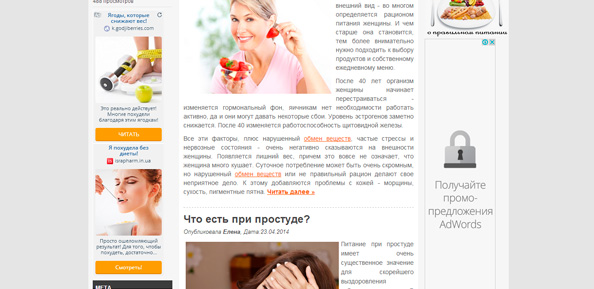 Ягоды, которые
снижают вес!
k.godjiberries.com
Это реально действует!
Многие похудели
благодаря этим ягодам!
ЧИТАТЬ
Я похудела без
диеты!
israpharm.in.ua
Просто ошеломляющий
результат! Для того, чтобы
похудеть, достаточно...
Смотреть!
МЕТА
внешний вид - во многом
определяется рационом
питания женщины. И чем
старше она становится,
тем более внимательно
нужно подходить к выбору
продуктов и собственному
ежедневному меню.
После 40 лет организм
женщины начинает
перестраиваться -
изменяется гормональный фон, яичникам нет необходимости работать
активно, да и они могут давать некоторые сбои. Уровень эстрогенов заметно
снижается. После 40 изменяется работоспособность щитовидной железы.
Все эти факторы, плюс нарушенный обмен веществ, частые стрессы и
нервозные состояния - очень негативно сказываются на внешности
женщины. Появляется лишний вес, причем это вовсе не означает, что
женщина много кушает. Суточное потребление может быть очень скромным,
но нарушенный обмен веществ или не правильный рацион делают свое
неприятное дело. К этому добавляются проблемы с кожей - морщины,
сухость, пигментные пятна. Читать далее »
Что есть при простуде?
Опубликовала Елена, Дата 23.04.2014
Питание при простуде
имеет очень
существенное значение
для скорейшего
выздоровления
о правильном питании
Получайте
промо-
предложения
AdWords